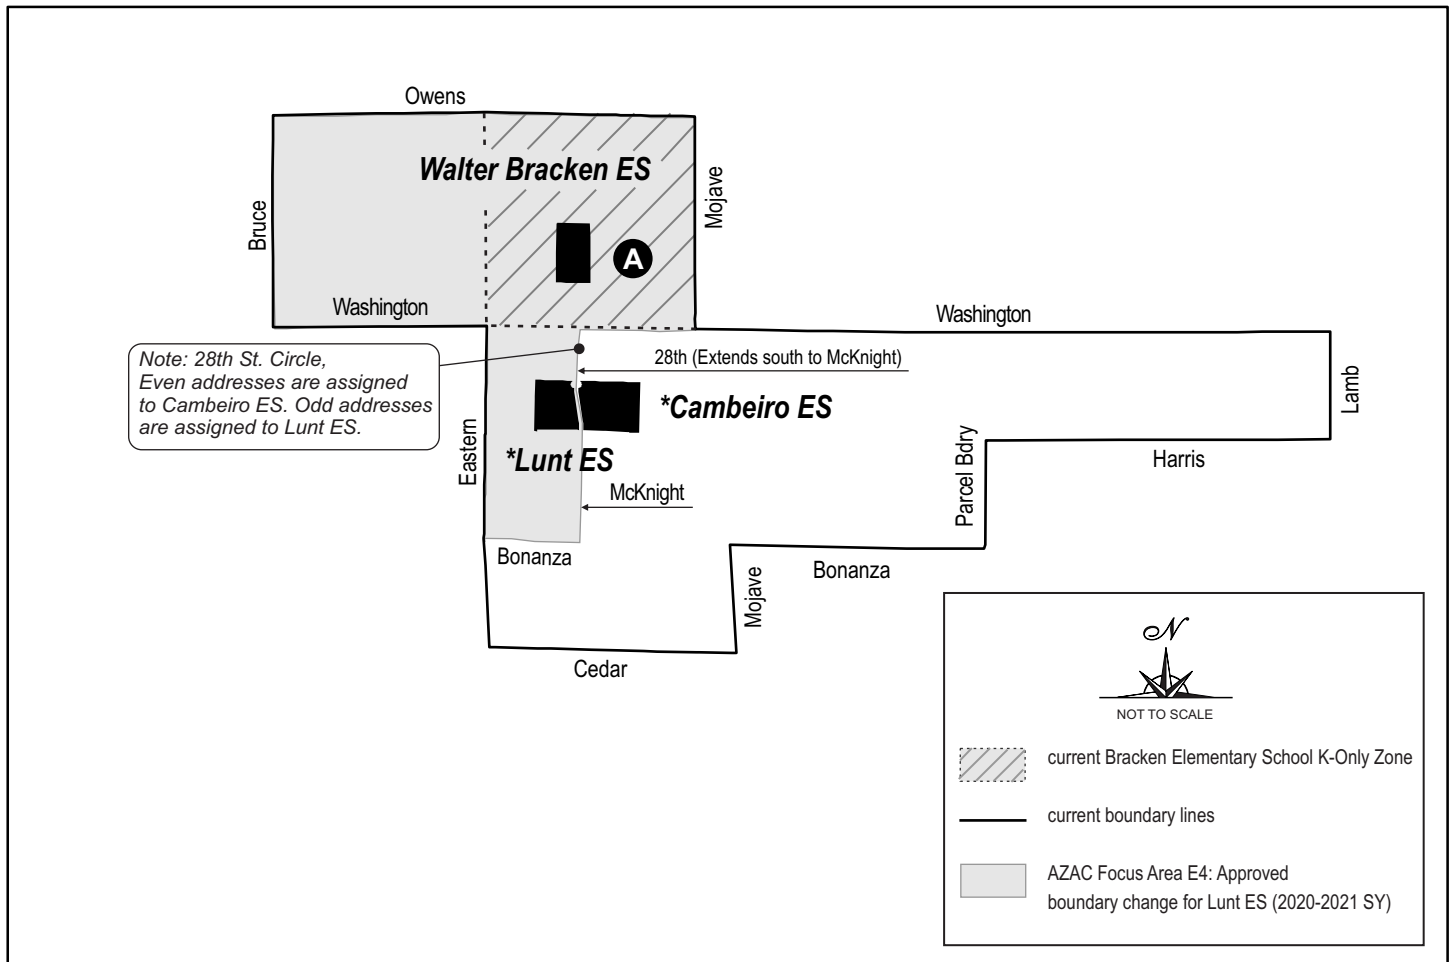 Owens
Walter Bracken ES
Bruce
Mojave
A
Washington
Washington
Note: 28th St. Circle,
Even addresses are assigned
to Cambeiro ES. Odd addresses
are assigned to Lunt ES.
28th (Extends south to McKnight)
*Cambeiro ES
Lamb
*Lunt ES
Eastern
Parcel Bdry
Harris
McKnight
Bonanza
Bonanza
Mojave
Cedar
N
NOT TO SCALE
current Bracken Elementary School K-Only Zone
current boundary lines
AZAC Focus Area E4: Approved
boundary change for Lunt ES (2020-2021 SY)